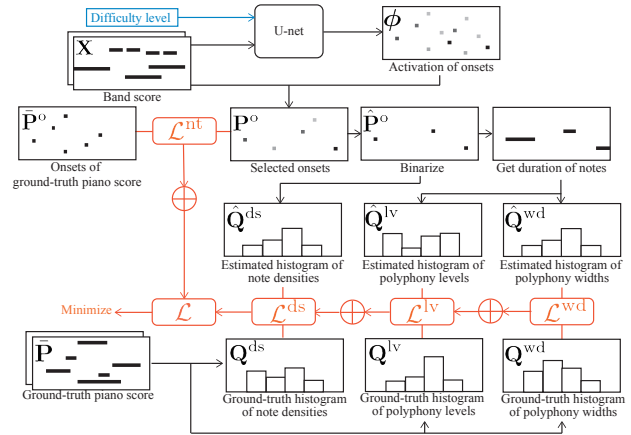 Difficulty level
U-net
ϕ
X
Band score
Activation of onsets
P̄ᵒ
ℒⁿᵗ
Pᵒ
P̂ᵒ
Onsets of
ground-truth piano score
Selected onsets
Binarize
Get duration of notes
Q̂ᵈˢ
Q̂ˡᵛ
Q̂ʷᵈ
Estimated histogram of
note densities
Estimated histogram of
polyphony levels
Estimated histogram of
polyphony widths
Minimize
ℒ
ℒᵈˢ
ℒˡᵛ
ℒʷᵈ
P̄
Ground-truth
piano score
Qᵈˢ
Qˡᵛ
Qʷᵈ
Ground-truth histogram
of note densities
Ground-truth histogram
of polyphony levels
Ground-truth histogram
of polyphony widths